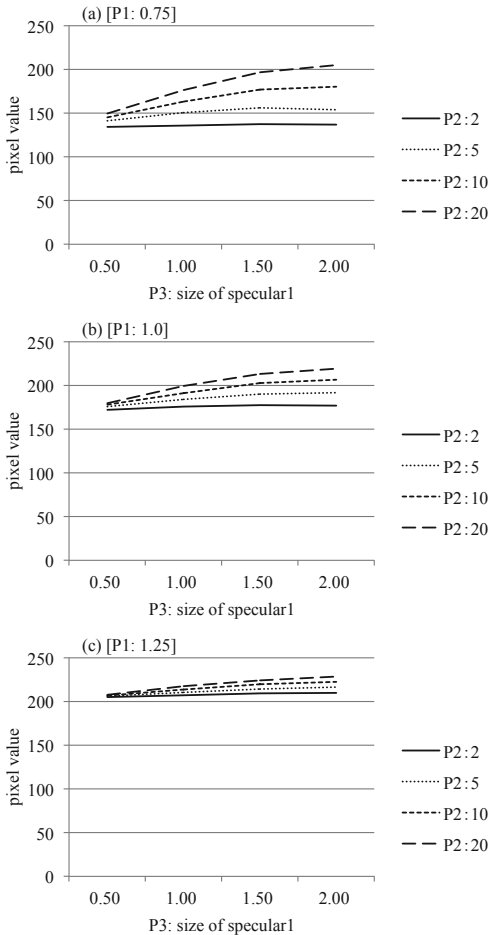 (a) [P1: 0.75]
250
200
150
100
50
0
pixel value
0.50 1.00 1.50 2.00
P3: size of specular1
P2:2
P2:5
P2:10
P2:20
(b) [P1: 1.0]
250
200
150
100
50
0
pixel value
0.50 1.00 1.50 2.00
P3: size of specular1
P2:2
P2:5
P2:10
P2:20
(c) [P1: 1.25]
250
200
150
100
50
0
pixel value
0.50 1.00 1.50 2.00
P3: size of specular1
P2:2
P2:5
P2:10
P2:20